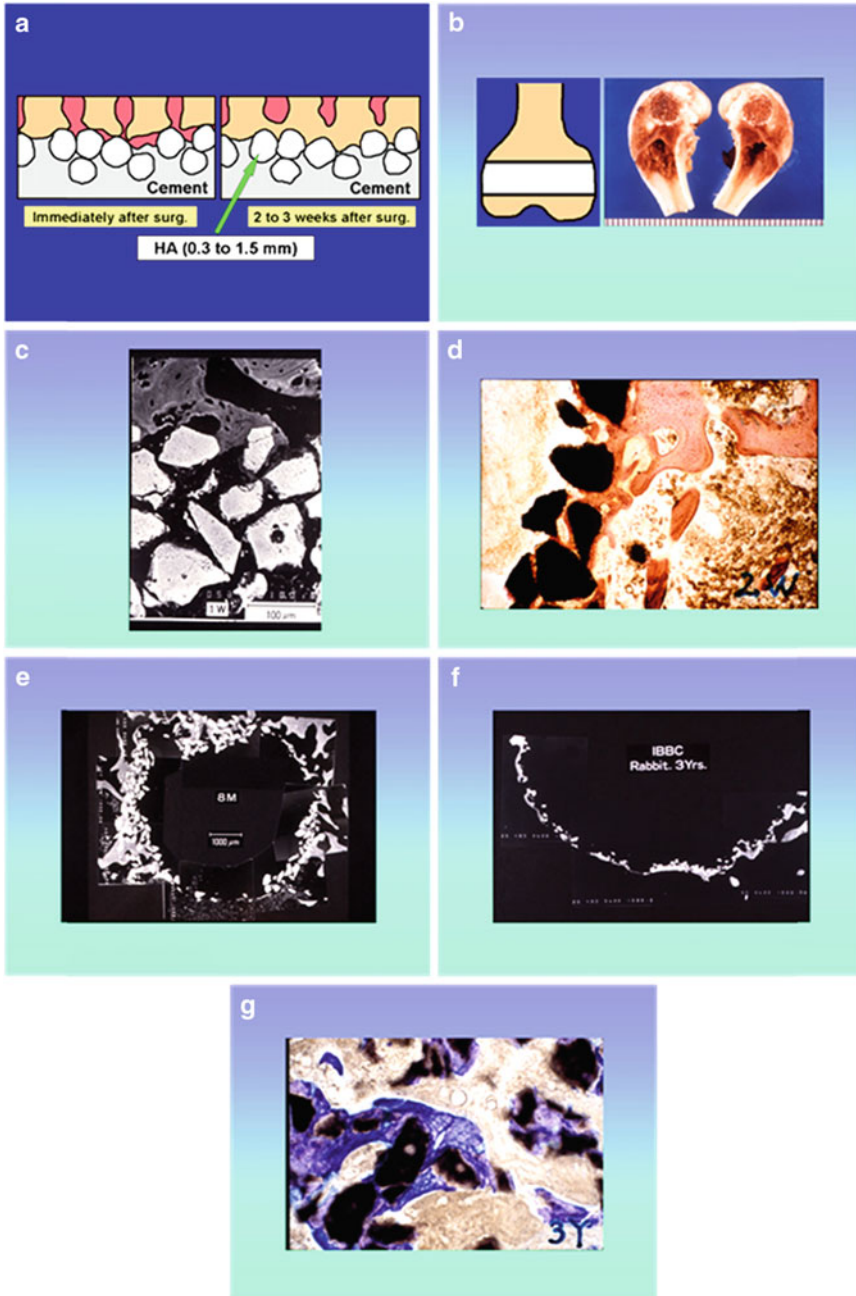 a
Cement
Cement
Immediately after surg.
2 to 3 weeks after surg.
HA (0.3 to 1.5 mm)
b
c
1 W
100 μm
d
2 W
e
8 M
1000 μm
f
IBBC
Rabbit. 3Yrs.
g
3Y